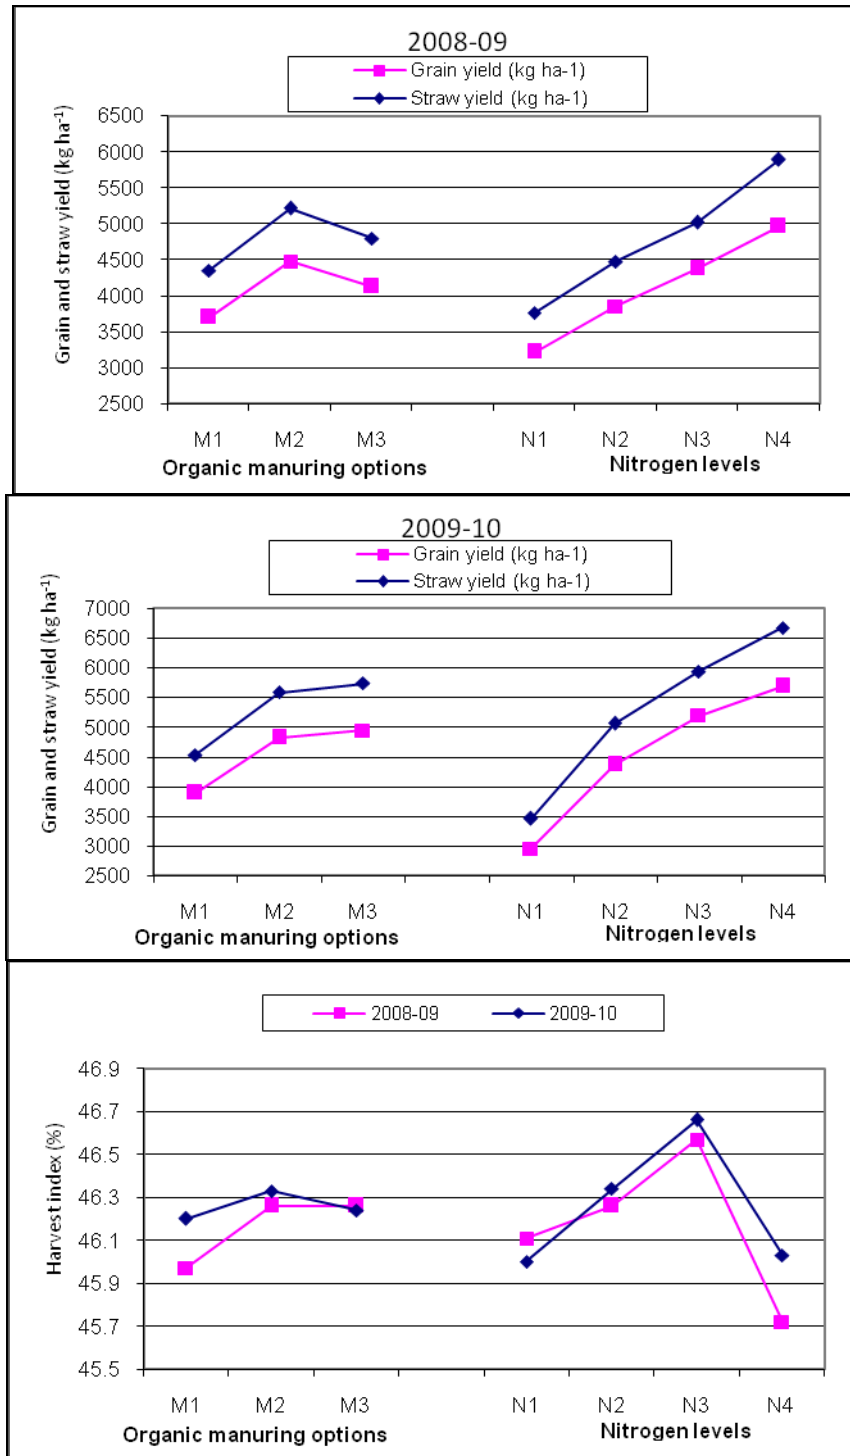 2008-09
Grain yield (kg ha-1)
Straw yield (kg ha-1)
Grain and straw yield (kg ha⁻¹)
6500
6000
5500
5000
4500
4000
3500
3000
2500
M1 M2 M3 N1 N2 N3 N4
Organic manuring options Nitrogen levels
2009-10
Grain yield (kg ha-1)
Straw yield (kg ha-1)
Grain and straw yield (kg ha⁻¹)
7000
6500
6000
5500
5000
4500
4000
3500
3000
2500
M1 M2 M3 N1 N2 N3 N4
Organic manuring options Nitrogen levels
2008-09 2009-10
Harvest index (%)
46.9
46.7
46.5
46.3
46.1
45.9
45.7
45.5
M1 M2 M3 N1 N2 N3 N4
Organic manuring options Nitrogen levels